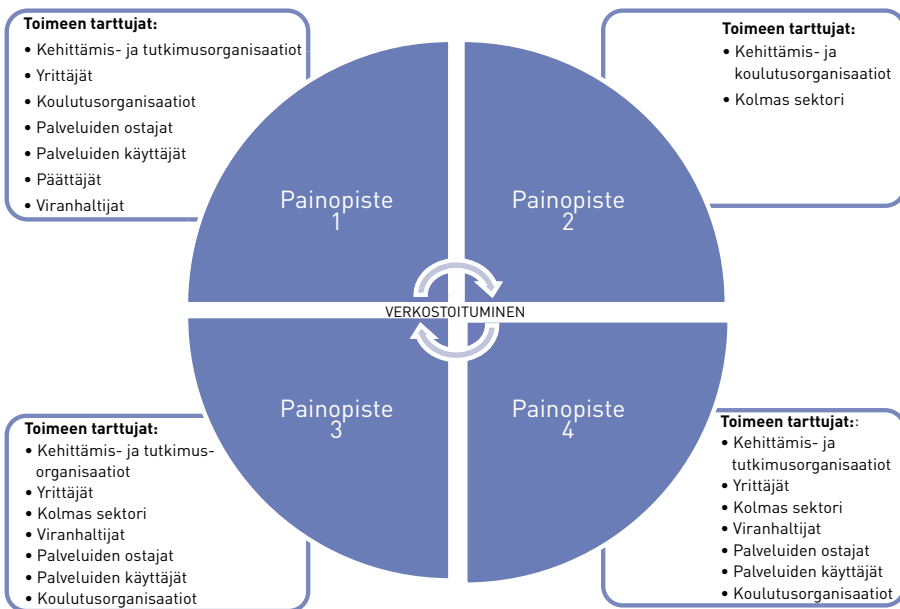 Toimeen tarttujat:
• Kehittämis- ja tutkimusorganisaatiot
• Yrittäjät
• Koulutusorganisaatiot
• Palveluiden ostajat
• Palveluiden käyttäjät
• Päättäjät
• Viranhaltijat
Toimeen tarttujat:
• Kehittämis- ja
koulutusorganisaatiot
• Kolmas sektori
Painopiste
1
Painopiste
2
VERKOSTOITUMINEN
Painopiste
3
Painopiste
4
Toimeen tarttujat:
• Kehittämis- ja tutkimus-
organisaatiot
• Yrittäjät
• Kolmas sektori
• Viranhaltijat
• Palveluiden ostajat
• Palveluiden käyttäjät
• Koulutusorganisaatiot
Toimeen tarttujat::
• Kehittämis- ja
tutkimusorganisaatiot
• Yrittäjät
• Kolmas sektori
• Viranhaltijat
• Palveluiden ostajat
• Palveluiden käyttäjät
• Koulutusorganisaatiot